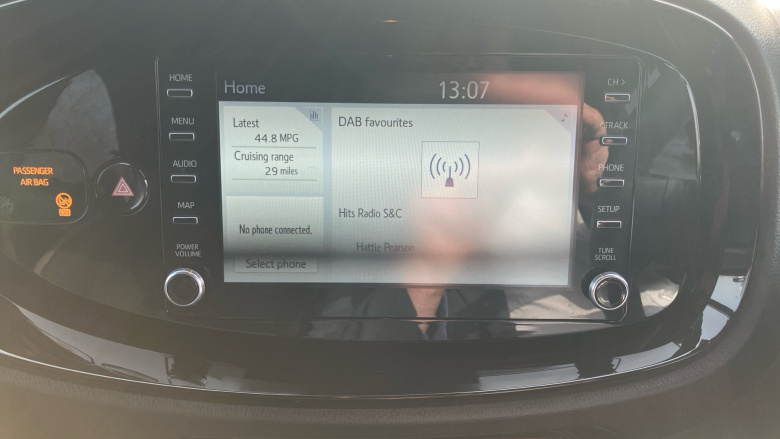 HOME
MENU
AUDIO
MAP
POWER
VOLUME
PASSENGER
AIR BAG
Home
13:07
Latest
44.8 MPG
Cruising range
29 miles
No phone connected.
Select phone
DAB favourites
Hits Radio S&C
Hattie Pearson
CH >
TRACK
PHONE
SETUP
TUNE
SCROLL